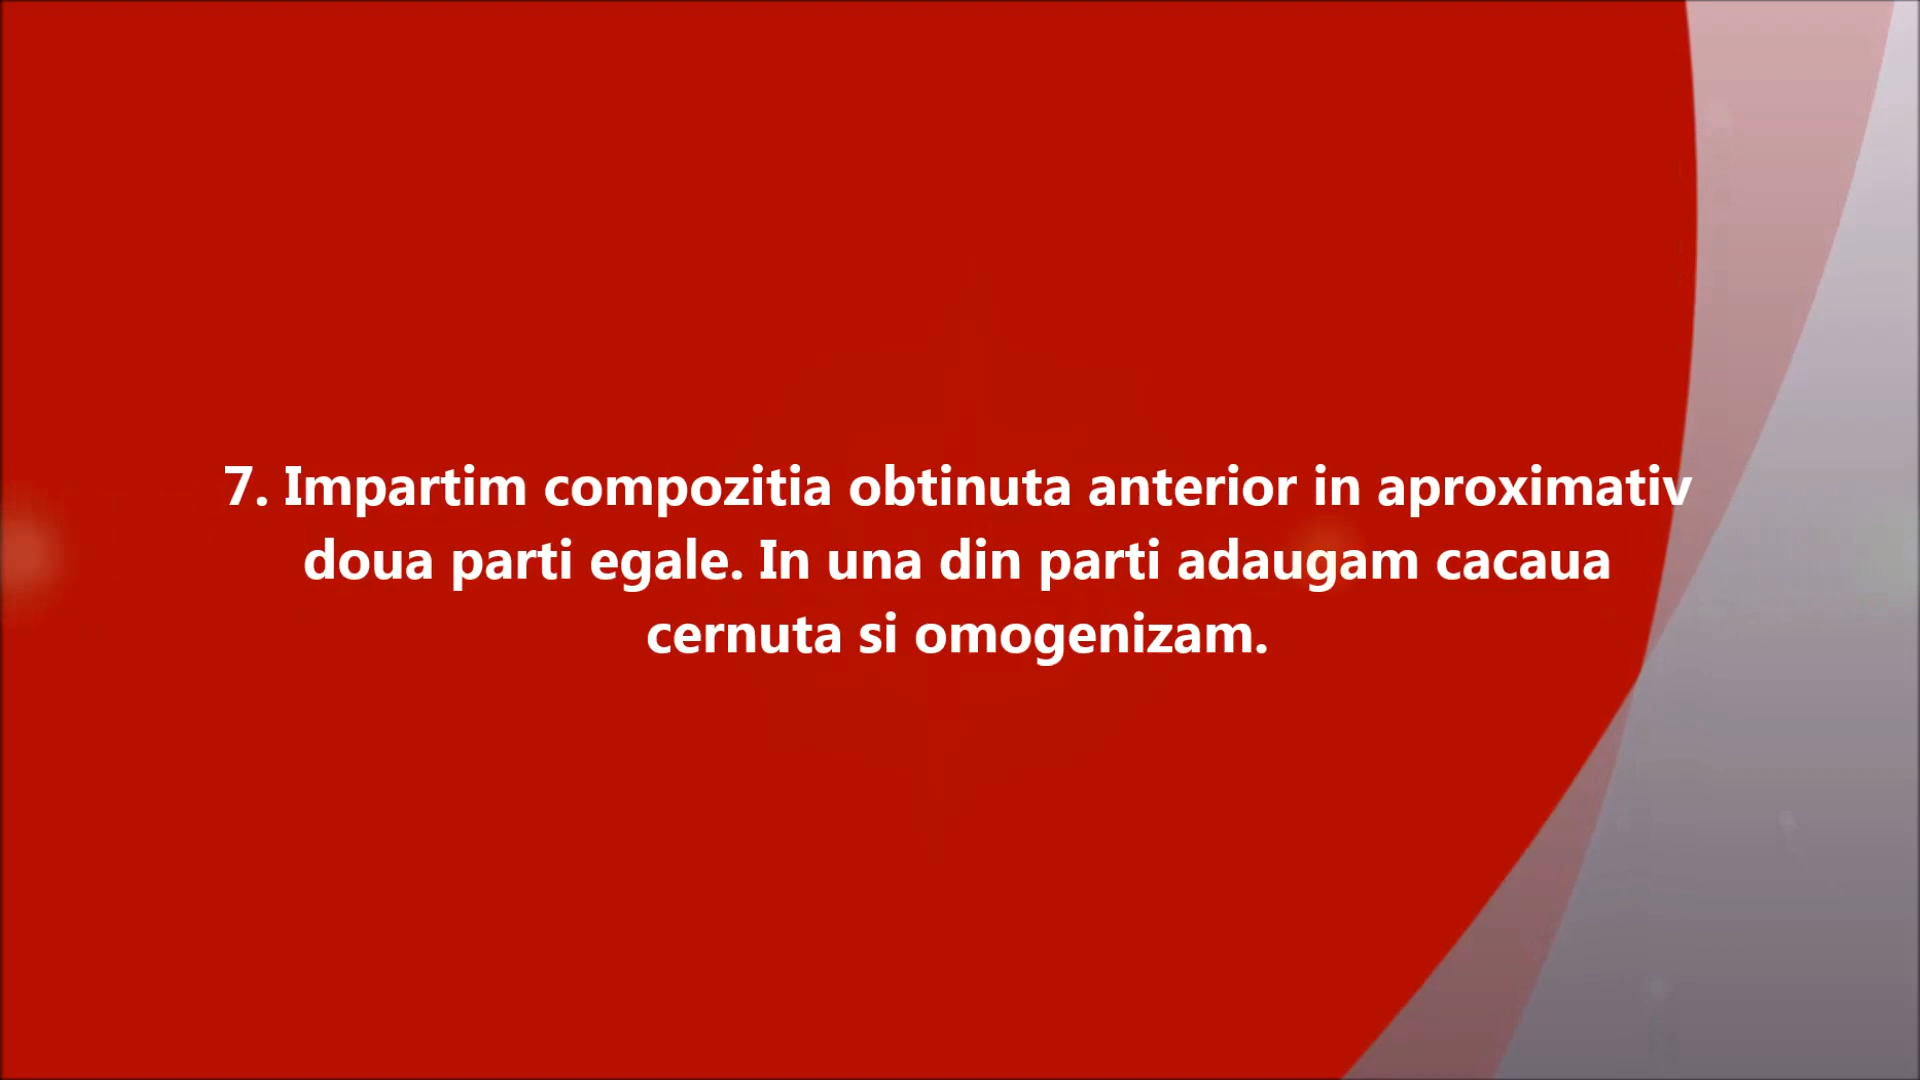 7. Impartim compozitia obtinuta anterior in aproximativ
doua parti egale. In una din parti adaugam cacaua
cernuta si omogenizam.